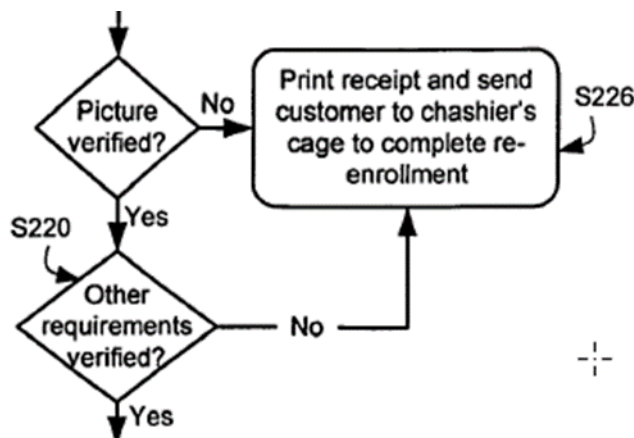 Picture
verified?
No
Print receipt and send
customer to chashier's
cage to complete re-
enrollment
S226
Yes
S220
Other
requirements
verified?
No
Yes